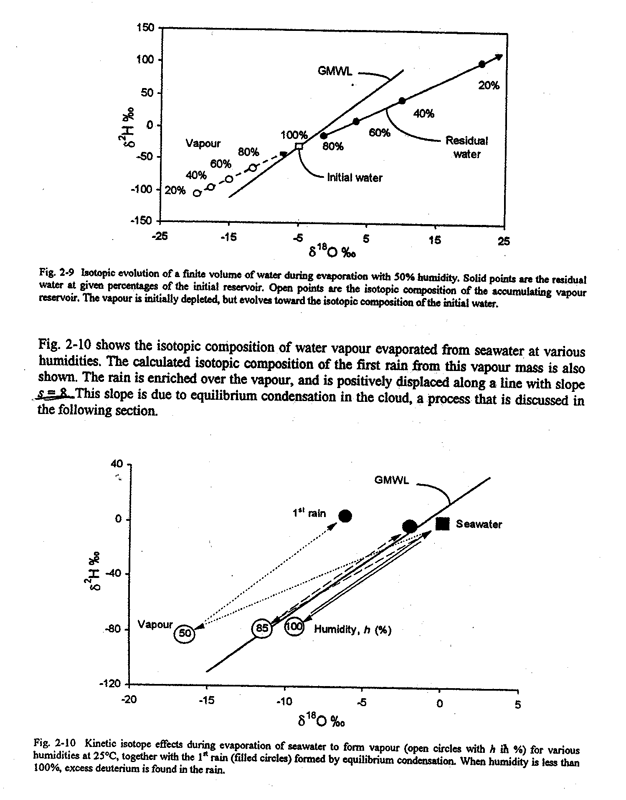 150
100
50
0
-50
-100
-150
δ²H ‰
GMWL
20%
40%
60%
80%
Residual
water
100%
Initial water
Vapour
80%
60%
40%
20%
-25
-15
-5
5
15
25
δ¹⁸O ‰
Fig. 2-9 Isotopic evolution of a finite volume of water during evaporation with 50% humidity. Solid points are the residual
water at given percentages of the initial reservoir. Open points are the isotopic composition of the accumulating vapour
reservoir. The vapour is initially depleted, but evolves toward the isotopic composition of the initial water.
Fig. 2-10 shows the isotopic composition of water vapour evaporated from seawater at various
humidities. The calculated isotopic composition of the first rain from this vapour mass is also
shown. The rain is enriched over the vapour, and is positively displaced along a line with slope
s = 8. This slope is due to equilibrium condensation in the cloud, a process that is discussed in
the following section.
40
0
-40
-80
-120
δ²H ‰
GMWL
1st rain
Seawater
Vapour
50
85
100
Humidity, h (%)
-20
-15
-10
-5
0
5
δ¹⁸O ‰
Fig. 2-10 Kinetic isotope effects during evaporation of seawater to form vapour (open circles with h in %) for various
humidities at 25°C, together with the 1st rain (filled circles) formed by equilibrium condensation. When humidity is less than
100%, excess deuterium is found in the rain.